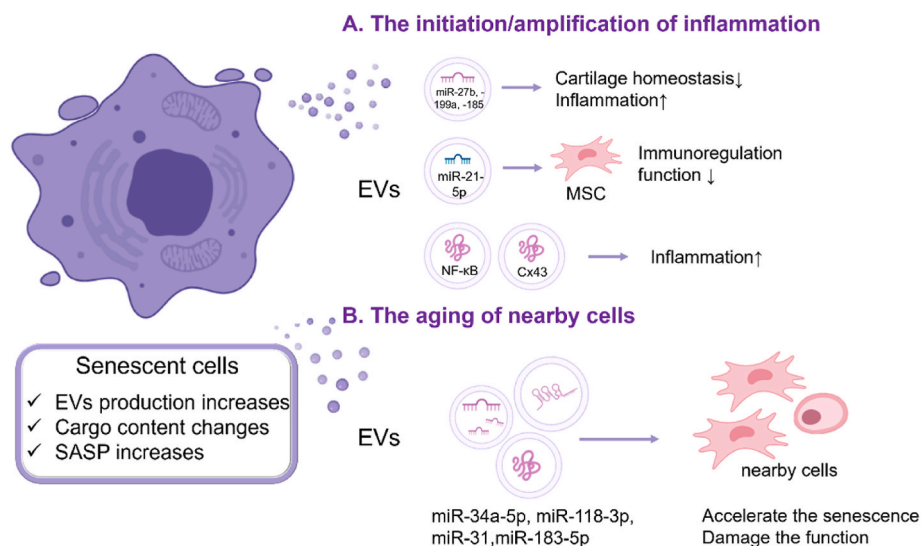 A. The initiation/amplification of inflammation
miR-27b, -
199a, -185
Cartilage homeostasis↓
Inflammation↑
EVs
miR-21-
5p
MSC
Immunoregulation
function ↓
NF-κB
Cx43
Inflammation↑
B. The aging of nearby cells
Senescent cells
✓ EVs production increases
✓ Cargo content changes
✓ SASP increases
EVs
nearby cells
miR-34a-5p, miR-118-3p,
miR-31,miR-183-5p
Accelerate the senescence
Damage the function